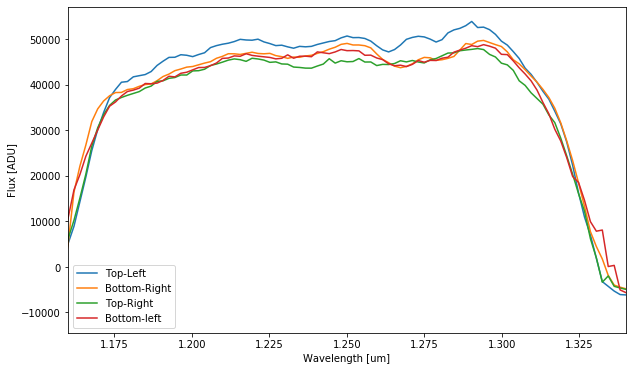 Flux [ADU]
50000
40000
30000
20000
10000
0
−10000
Top-Left
Bottom-Right
Top-Right
Bottom-left
1.175 1.200 1.225 1.250 1.275 1.300 1.325
Wavelength [um]